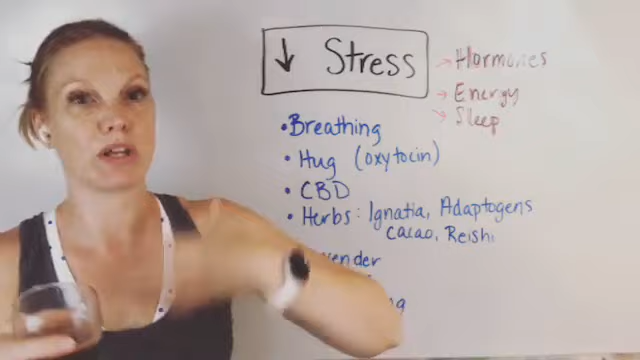 ↓ Stress
→ Hormones
→ Energy
→ Sleep
• Breathing
• Hug (oxytocin)
• CBD
• Herbs: Ignatia, Adaptogens
Cacao, Reishi